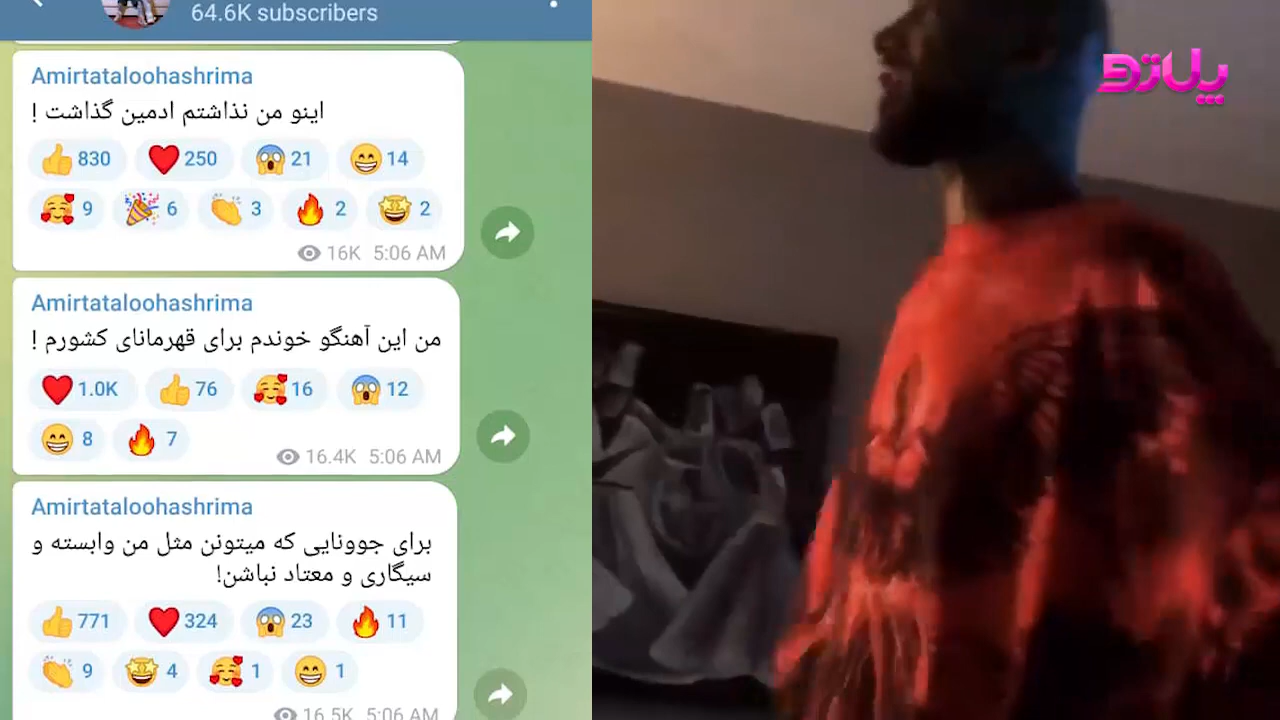 64.6K subscribers
Amirtataloohashrima
اینو من نذاشتم ادمین گذاشت !
830 250 21 14
9 6 3 2 2
16K 5:06 AM
Amirtataloohashrima
من این آهنگو خوندم برای قهرمانای کشورم !
1.0K 76 16 12
8 7
16.4K 5:06 AM
Amirtataloohashrima
برای جوونایی که میتونن مثل من وابسته و
سیگاری و معتاد نباشن!
771 324 23 11
9 4 1 1
16.5K 5:06 AM